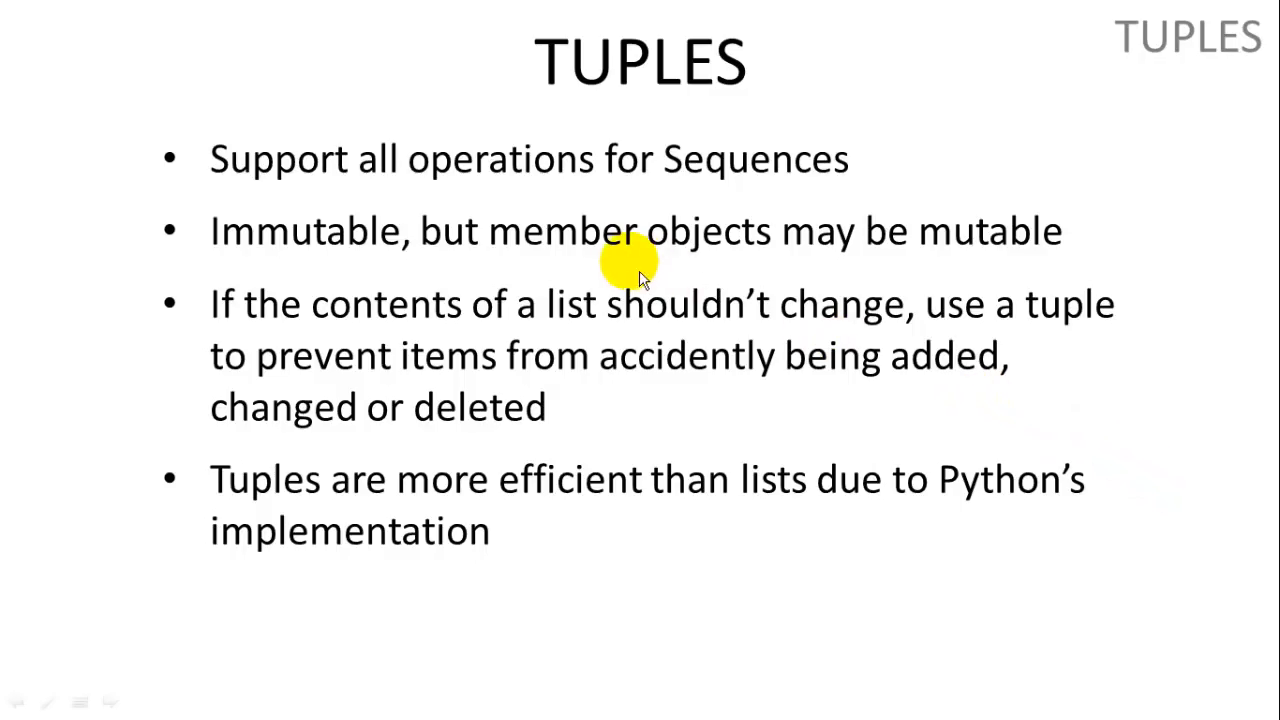 TUPLES
TUPLES
• Support all operations for Sequences
• Immutable, but member objects may be mutable
• If the contents of a list shouldn’t change, use a tuple
to prevent items from accidently being added,
changed or deleted
• Tuples are more efficient than lists due to Python’s
implementation